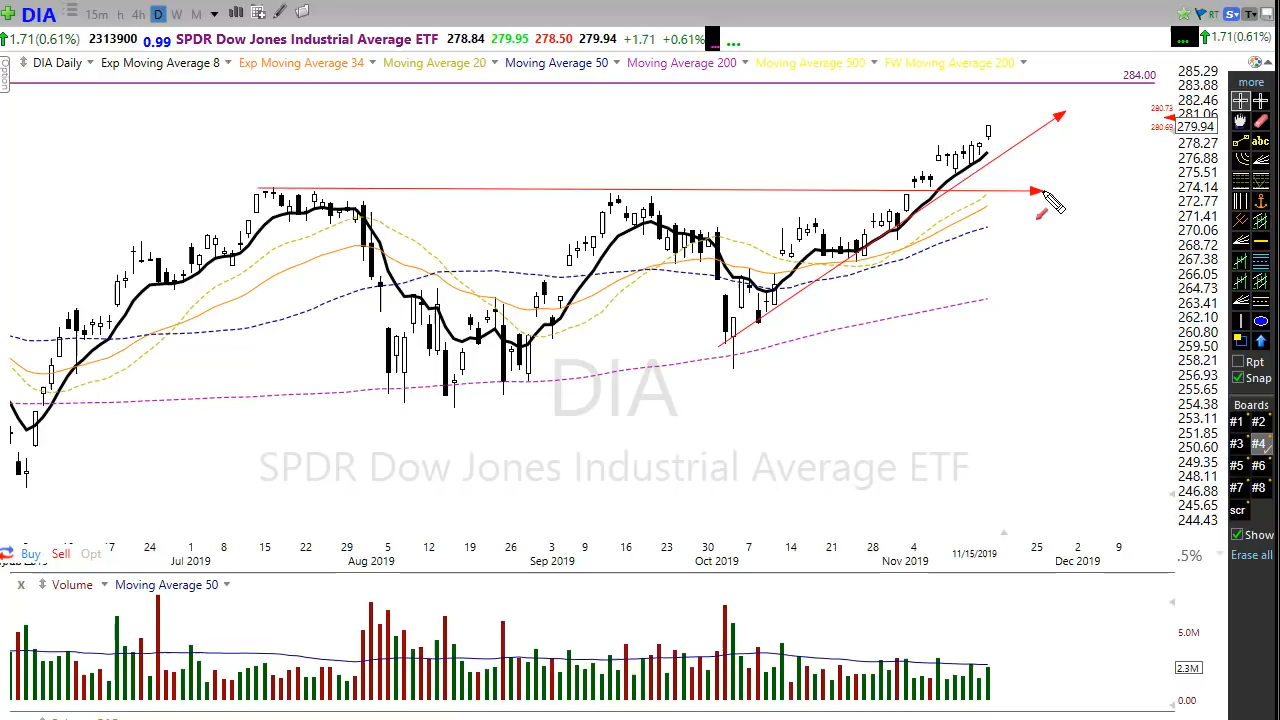 DIA 15m h 4h D W M RT S T
1.71(0.61%) 2313900 0.99 SPDR Dow Jones Industrial Average ETF 278.84 279.95 278.50 279.94 +1.71 +0.61% 1.71(0.61%)
Option
DIA Daily Exp Moving Average 8 Exp Moving Average 34 Moving Average 20 Moving Average 50 Moving Average 200 Moving Average 500 FW Moving Average 200
284.00
280.73
280.69
285.29
283.88
282.46
281.06
279.94
278.27
276.88
275.51
274.14
272.77
271.41
270.06
268.72
267.38
266.05
264.73
263.41
262.10
260.80
259.50
258.21
256.93
255.65
254.38
253.11
251.85
250.60
249.35
248.11
246.88
245.65
244.43
more
abc
Rpt
Snap
Boards
#1 #2
#3 #4
#5 #6
#7 #8
scr
Show
Erase all
DIA
SPDR Dow Jones Industrial Average ETF
17 24 1 8 15 22 29 5 12 19 26 3 9 16 23 30 7 14 21 28 4 11/15/2019 25 2 9
Buy Sell Opt
Jul 2019 Aug 2019 Sep 2019 Oct 2019 Nov 2019 Dec 2019
.5%
X Volume Moving Average 50
5.0M
2.3M
0.00